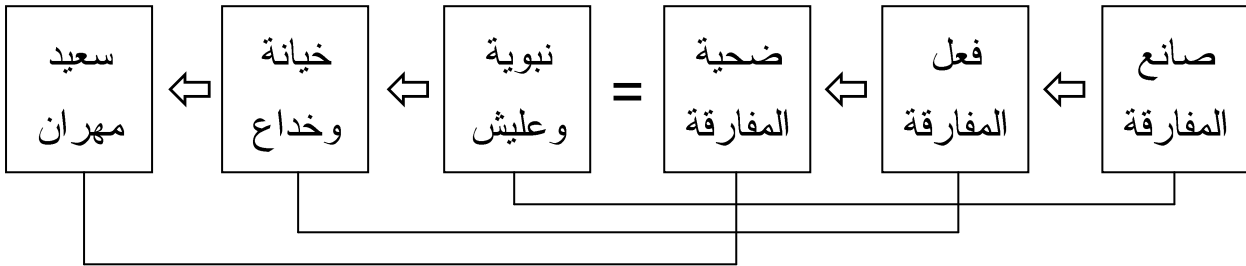 صانع المفارقة
فعل المفارقة
ضحية المفارقة
=
نبوية وعليش
خيانة وخداع
سعيد مهران